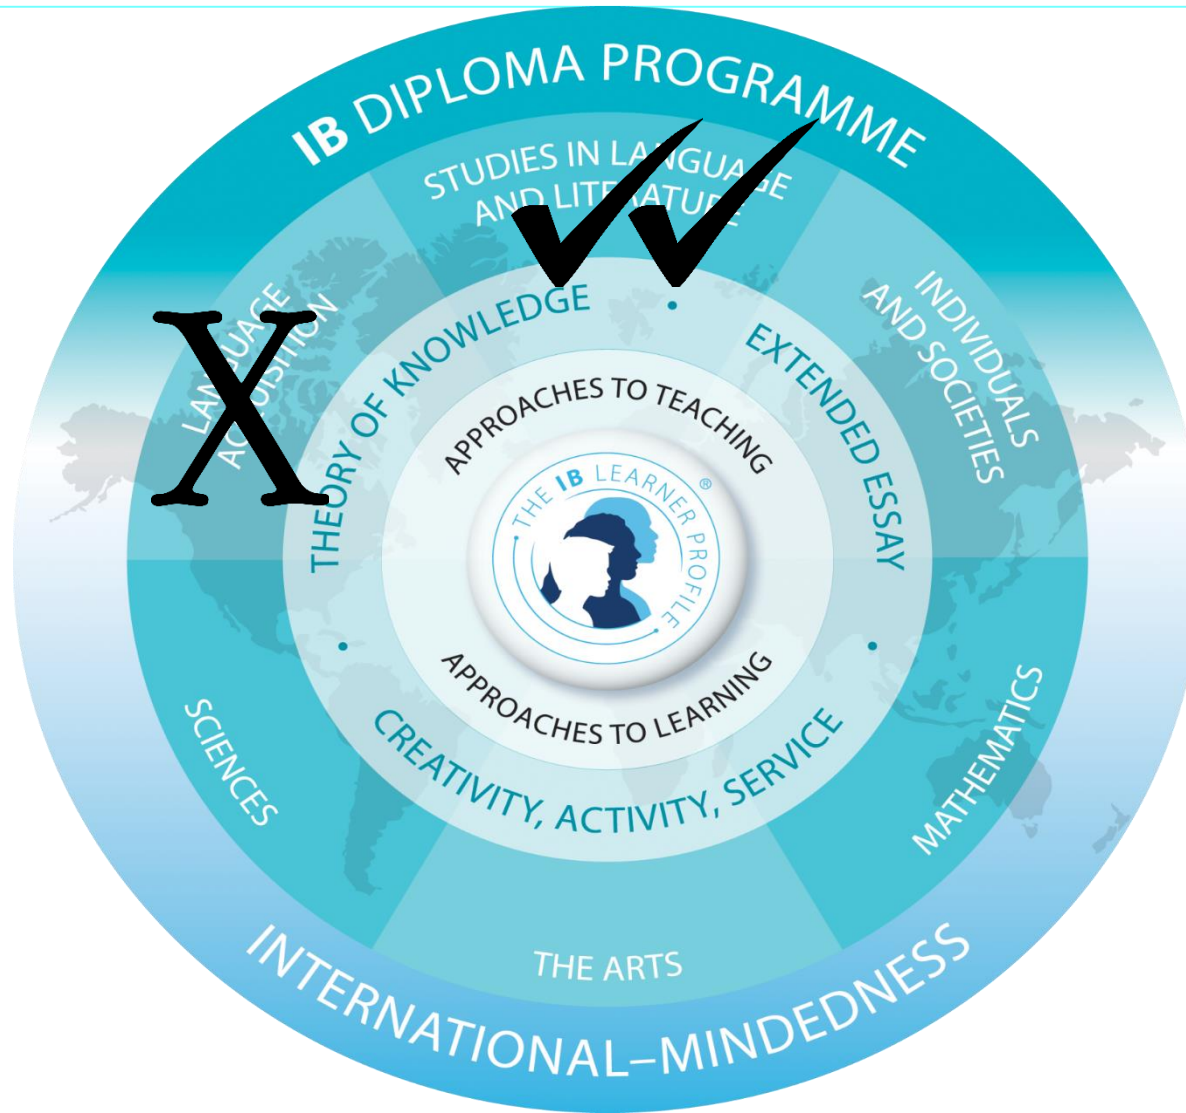 IB DIPLOMA PROGRAMME
STUDIES IN LANGUAGE
AND LITERATURE
LANGUAGE
ACQUISITION
X
INDIVIDUALS
AND SOCIETIES
THEORY OF KNOWLEDGE
EXTENDED ESSAY
APPROACHES TO TEACHING
THE IB LEARNER PROFILE ®
APPROACHES TO LEARNING
CREATIVITY, ACTIVITY, SERVICE
SCIENCES
MATHEMATICS
THE ARTS
INTERNATIONAL–MINDEDNESS